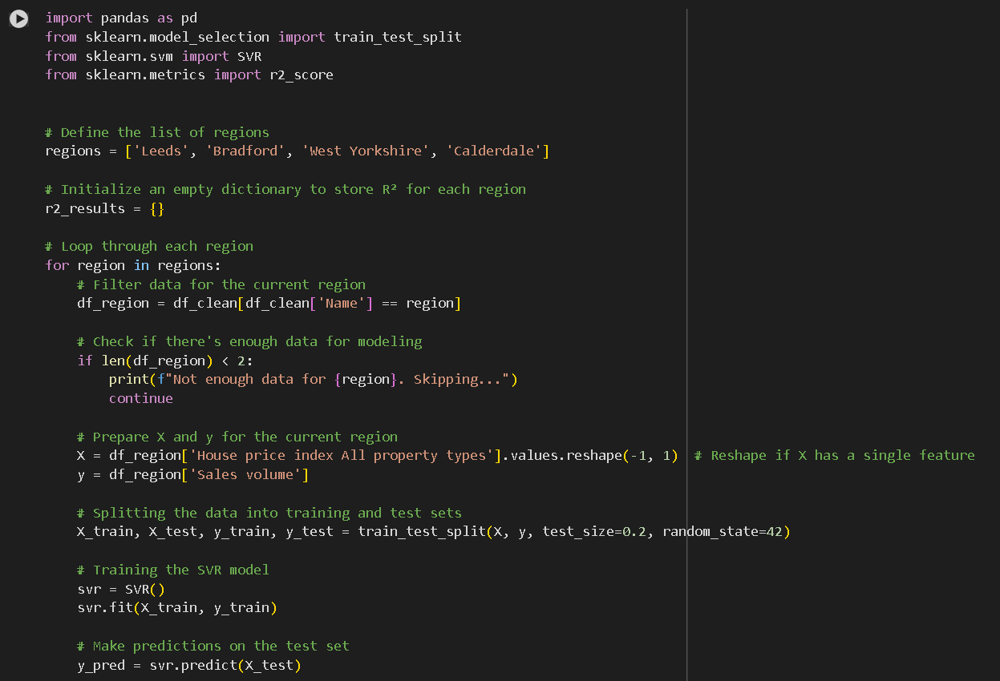 import pandas as pd
from sklearn.model_selection import train_test_split
from sklearn.svm import SVR
from sklearn.metrics import r2_score
# Define the list of regions
regions = ['Leeds', 'Bradford', 'West Yorkshire', 'Calderdale']
# Initialize an empty dictionary to store R² for each region
r2_results = {}
# Loop through each region
for region in regions:
    # Filter data for the current region
    df_region = df_clean[df_clean['Name'] == region]
    # Check if there's enough data for modeling
    if len(df_region) < 2:
        print(f"Not enough data for {region}. Skipping...")
        continue
    # Prepare X and y for the current region
    X = df_region['House price index All property types'].values.reshape(-1, 1)  # Reshape if X has a single feature
    y = df_region['Sales volume']
    # Splitting the data into training and test sets
    X_train, X_test, y_train, y_test = train_test_split(X, y, test_size=0.2, random_state=42)
    # Training the SVR model
    svr = SVR()
    svr.fit(X_train, y_train)
    # Make predictions on the test set
    y_pred = svr.predict(X_test)